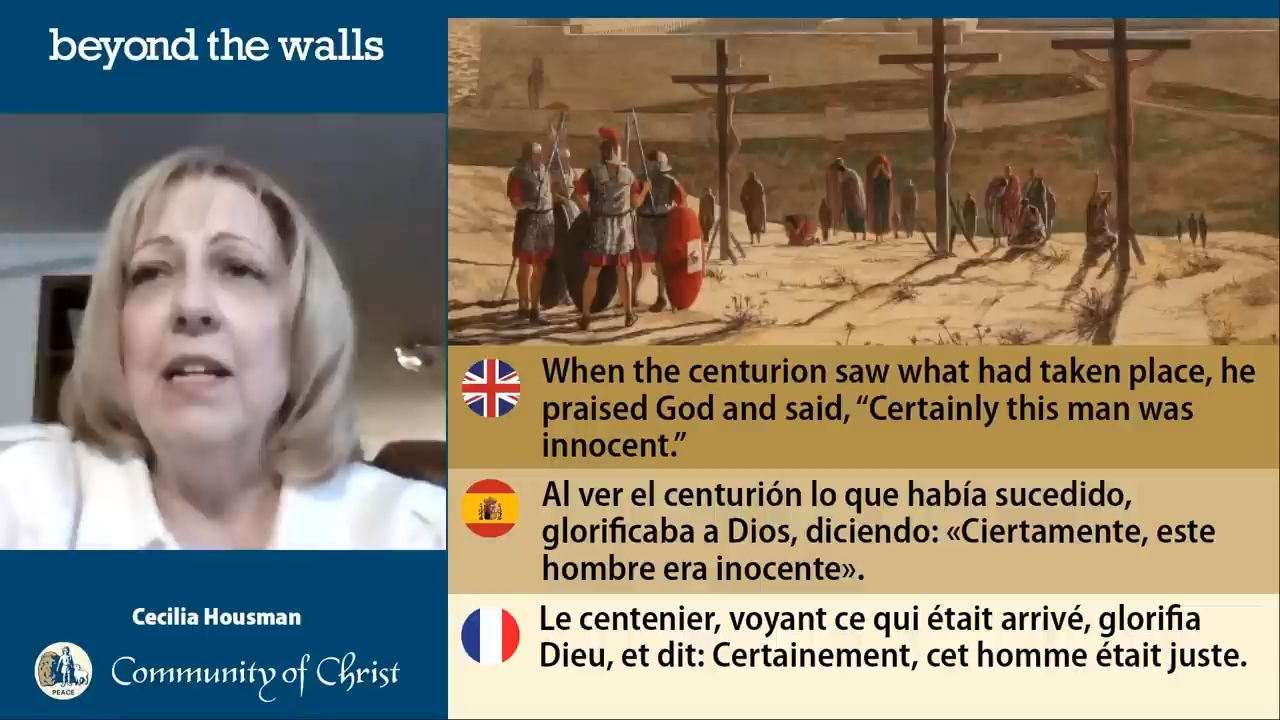 beyond the walls
When the centurion saw what had taken place, he
praised God and said, “Certainly this man was
innocent.”
Al ver el centurión lo que había sucedido,
glorificaba a Dios, diciendo: «Ciertamente, este
hombre era inocente».
Le centenier, voyant ce qui était arrivé, glorifia
Dieu, et dit: Certainement, cet homme était juste.
Cecilia Housman
PEACE
Community of Christ